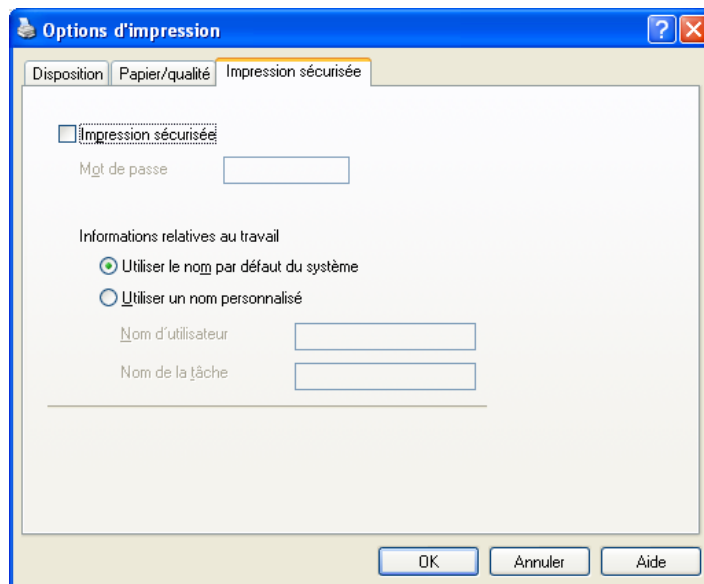 Options d'impression
Disposition Papier/qualité Impression sécurisée
Impression sécurisée
Mot de passe
Informations relatives au travail
Utiliser le nom par défaut du système
Utiliser un nom personnalisé
Nom d'utilisateur
Nom de la tâche
OK Annuler Aide